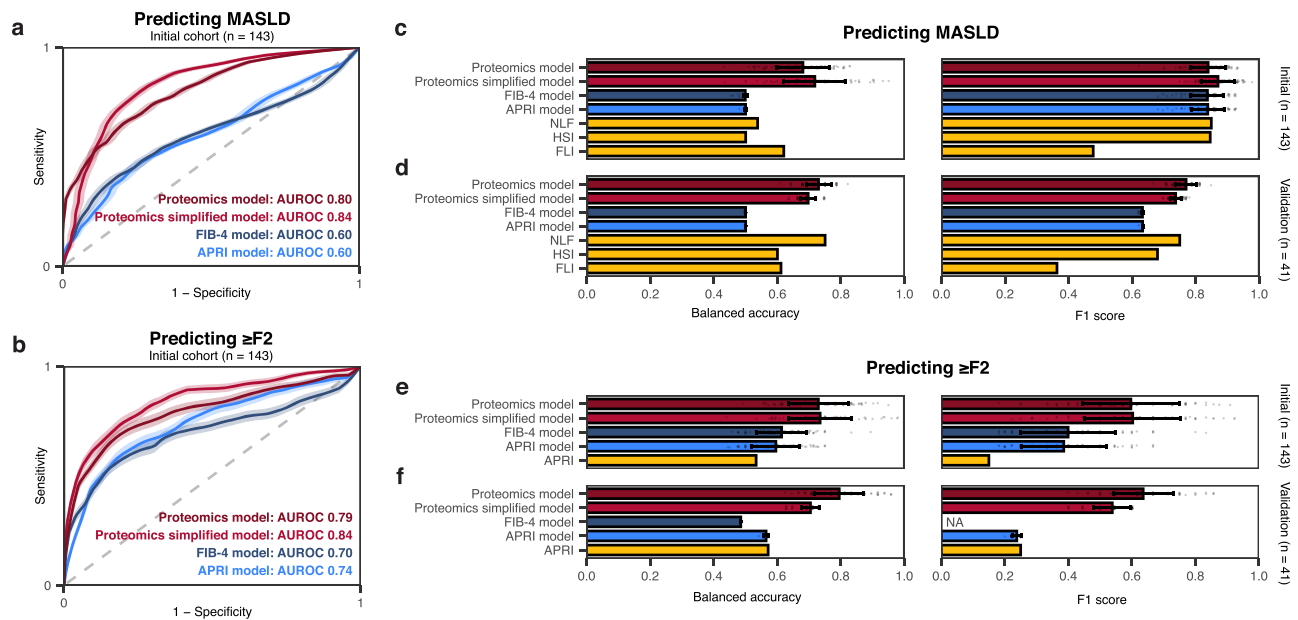 a
Predicting MASLD
Initial cohort (n = 143)
1
Sensitivity
Proteomics model: AUROC 0.80
Proteomics simplified model: AUROC 0.84
FIB-4 model: AUROC 0.60
APRI model: AUROC 0.60
0
0
1
1 − Specificity
b
Predicting ≥F2
Initial cohort (n = 143)
1
Sensitivity
Proteomics model: AUROC 0.79
Proteomics simplified model: AUROC 0.84
FIB-4 model: AUROC 0.70
APRI model: AUROC 0.74
0
0
1
1 − Specificity
c
Predicting MASLD
Proteomics model
Proteomics simplified model
FIB-4 model
APRI model
NLF
HSI
FLI
Initial (n = 143)
d
Proteomics model
Proteomics simplified model
FIB-4 model
APRI model
NLF
HSI
FLI
Validation (n = 41)
0.0 0.2 0.4 0.6 0.8 1.0
Balanced accuracy
0.0 0.2 0.4 0.6 0.8 1.0
F1 score
Predicting ≥F2
e
Proteomics model
Proteomics simplified model
FIB-4 model
APRI model
APRI
Initial (n = 143)
f
Proteomics model
Proteomics simplified model
FIB-4 model
APRI model
APRI
NA
Validation (n = 41)
0.0 0.2 0.4 0.6 0.8 1.0
Balanced accuracy
0.0 0.2 0.4 0.6 0.8 1.0
F1 score